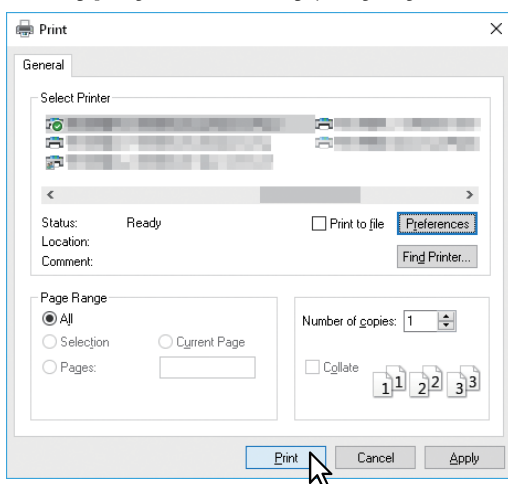 Print
General
Select Printer
Status: Ready
Print to file
Preferences
Location:
Comment:
Find Printer...
Page Range
All
Selection
Current Page
Pages:
Number of copies: 1
Collate
1 1 2 2 3 3
Print
Cancel
Apply